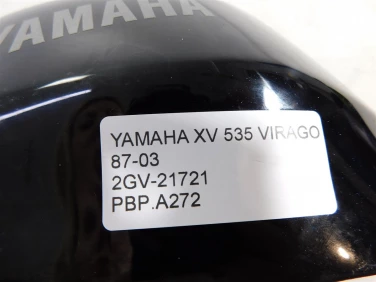 YAMAHA
YAMAHA XV 535 VIRAGO
87-03
2GV-21721
PBP.A272